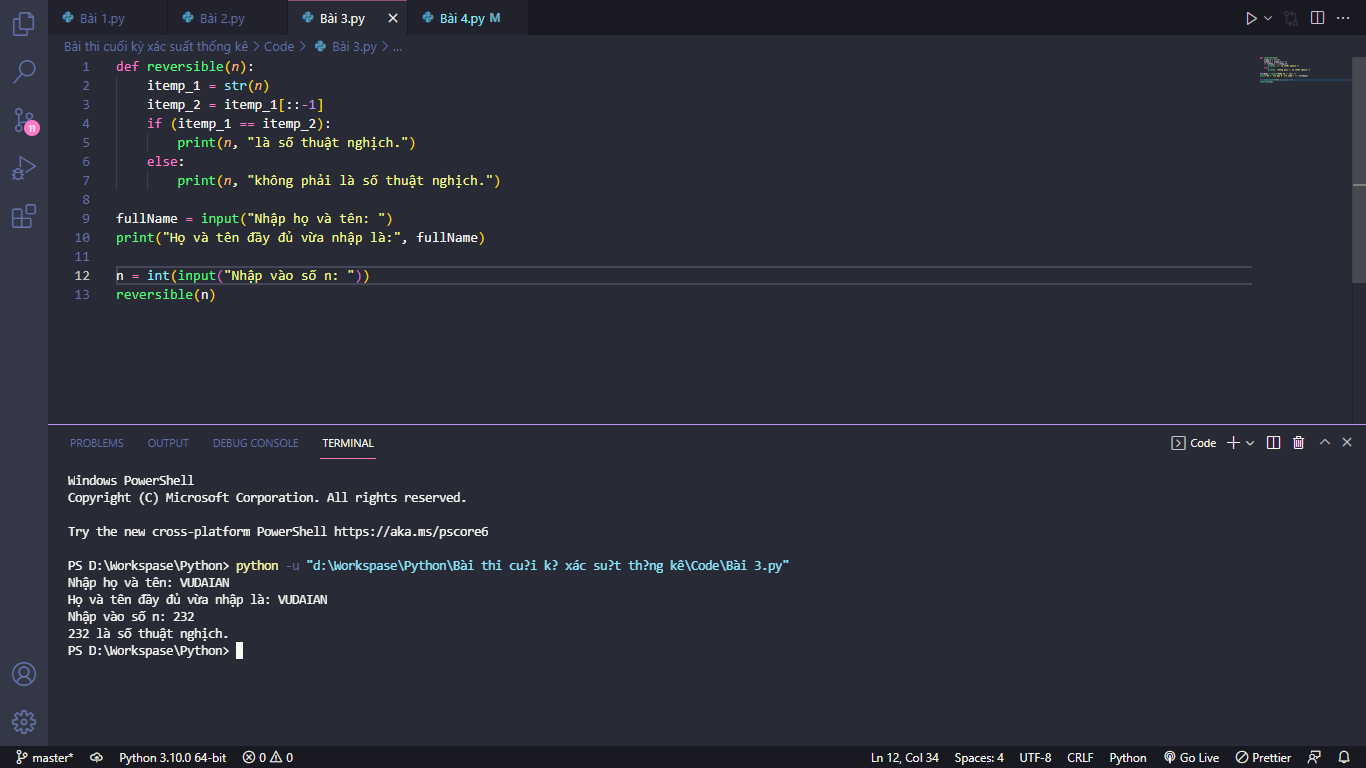 Bài 1.py
Bài 2.py
Bài 3.py
Bài 4.py M
Bài thi cuối kỳ xác suất thống kê > Code > Bài 3.py > ...
11
1 def reversible(n):
2 itemp_1 = str(n)
3 itemp_2 = itemp_1[::-1]
4 if (itemp_1 == itemp_2):
5 print(n, "là số thuật nghịch.")
6 else:
7 print(n, "không phải là số thuật nghịch.")
8
9 fullName = input("Nhập họ và tên: ")
10 print("Họ và tên đầy đủ vừa nhập là:", fullName)
11
12 n = int(input("Nhập vào số n: "))
13 reversible(n)
PROBLEMS OUTPUT DEBUG CONSOLE TERMINAL
Code
Windows PowerShell
Copyright (C) Microsoft Corporation. All rights reserved.
Try the new cross-platform PowerShell https://aka.ms/pscore6
PS D:\Workspase\Python> python -u "d:\Workspase\Python\Bài thi cu?i k? xác su?t th?ng kê\Code\Bài 3.py"
Nhập họ và tên: VUDAIAN
Họ và tên đầy đủ vừa nhập là: VUDAIAN
Nhập vào số n: 232
232 là số thuật nghịch.
PS D:\Workspase\Python>
master* Python 3.10.0 64-bit 0 0 Ln 12, Col 34 Spaces: 4 UTF-8 CRLF Python Go Live Prettier